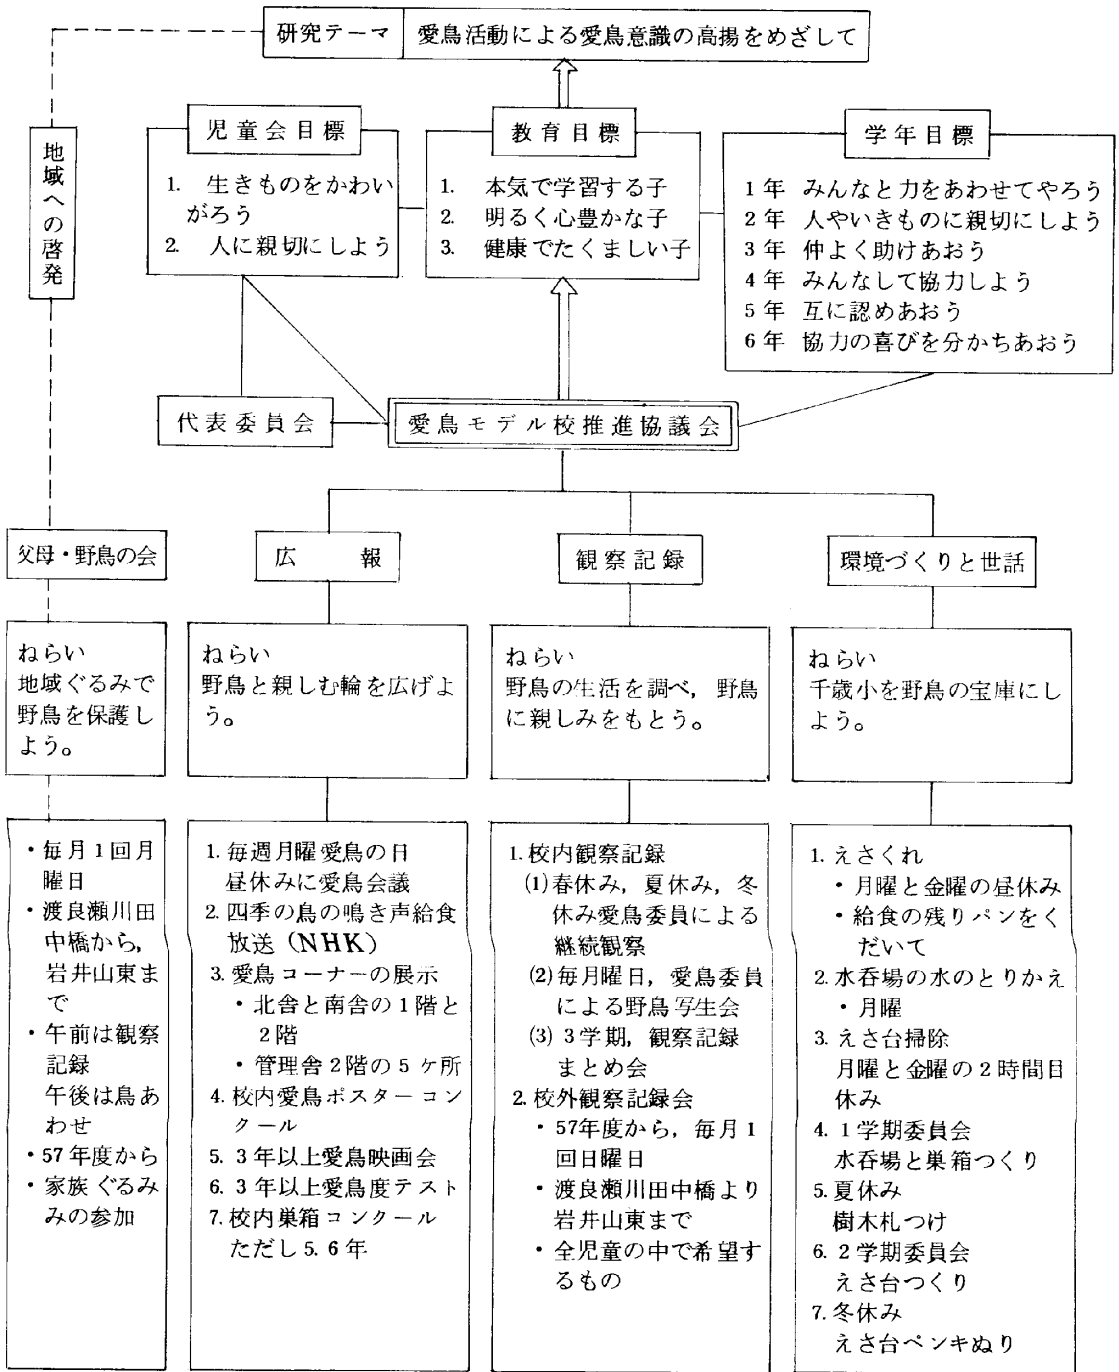 研究テーマ 愛鳥活動による愛鳥意識の高揚をめざして
地域への啓発
児童会目標
1. 生きものをかわい
がろう
2. 人に親切にしよう
教育目標
1. 本気で学習する子
2. 明るく心豊かな子
3. 健康でたくましい子
学年目標
1年 みんなと力をあわせてやろう
2年 人やいきものに親切にしよう
3年 仲よく助けあおう
4年 みんなして協力しよう
5年 互に認めあおう
6年 協力の喜びを分かちあおう
代表委員会
愛鳥モデル校推進協議会
父母・野鳥の会
ねらい
地域ぐるみで
野鳥を保護し
よう。
・毎月1回月
曜日
・渡良瀬川田
中橋から,
岩井山東ま
で
・午前は観察
記録
午後は鳥あ
わせ
・57年度から
・家族ぐるみ
みの参加
広報
ねらい
野鳥と親しむ輪を広げよ
う。
1. 毎週月曜愛鳥の日
昼休みに愛鳥会議
2. 四季の鳥の鳴き声給食
放送(NHK)
3. 愛鳥コーナーの展示
・北舎と南舎の1階と
2階
・管理舎2階の5ケ所
4. 校内愛鳥ポスターコン
クール
5. 3年以上愛鳥映画会
6. 3年以上愛鳥度テスト
7. 校内巣箱コンクール
ただし5.6年
観察記録
ねらい
野鳥の生活を調べ,野鳥
に親しみをもとう。
1. 校内観察記録
(1)春休み,夏休み,冬
休み愛鳥委員による
継続観察
(2)毎月曜日,愛鳥委員
による野鳥写生会
(3)3学期,観察記録
まとめ会
2. 校外観察記録会
・57年度から,毎月1
回日曜日
・渡良瀬川田中橋より
岩井山東まで
・全児童の中で希望す
るもの
環境づくりと世話
ねらい
千歳小を野鳥の宝庫にし
よう。
1. えさくれ
・月曜と金曜の昼休み
・給食の残りパンをく
だいて
2. 水呑場の水のとりかえ
・月曜
3. えさ台掃除
月曜と金曜の2時間目
休み
4. 1学期委員会
水呑場と巣箱つくり
5. 夏休み
樹木札つけ
6. 2学期委員会
えさ台つくり
7. 冬休み
えさ台ペンキぬり